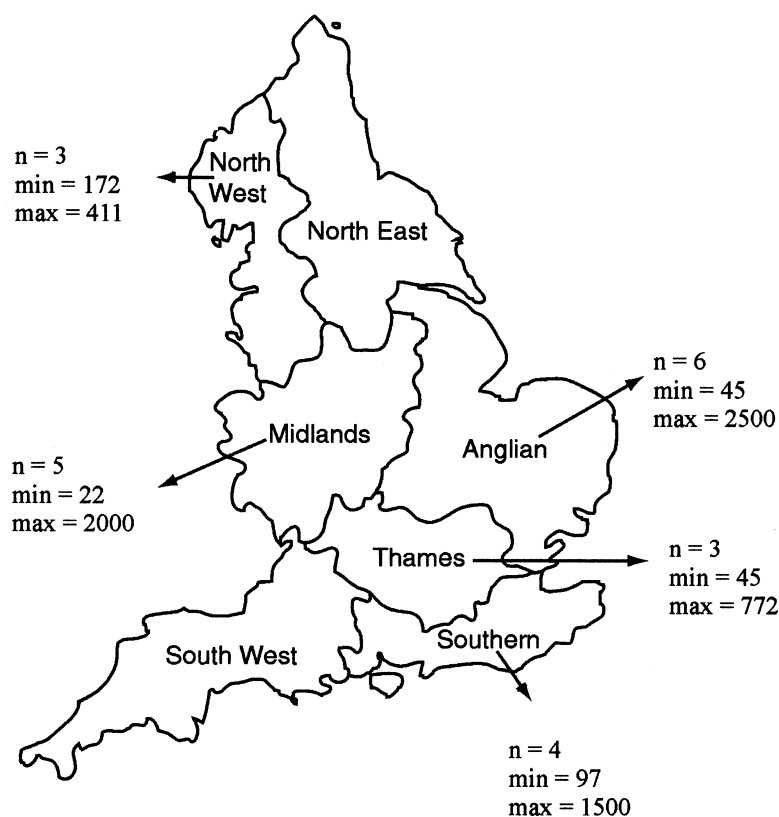 n = 3
min = 172
max = 411
North
West
North East
n = 6
min = 45
max = 2500
Midlands
Anglian
n = 5
min = 22
max = 2000
Thames
n = 3
min = 45
max = 772
Southern
South West
n = 4
min = 97
max = 1500